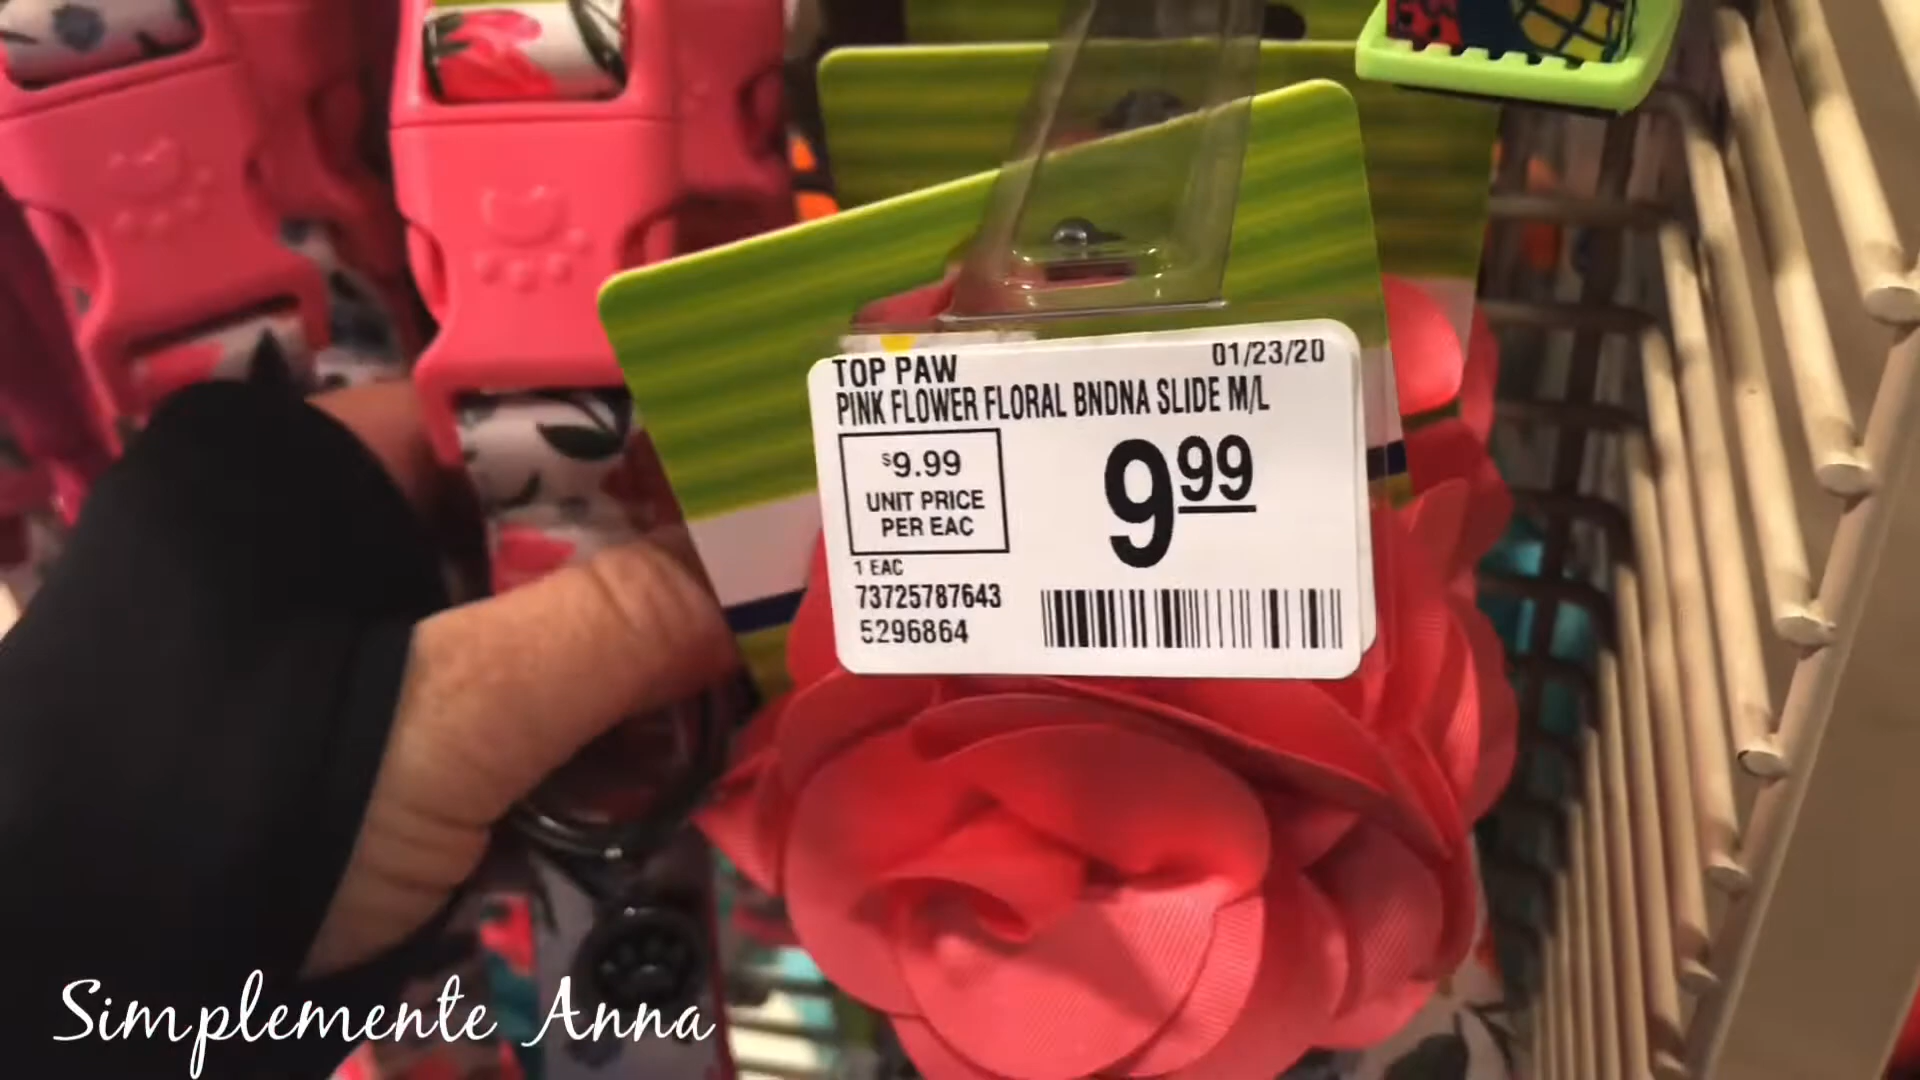 TOP PAW 01/23/20
PINK FLOWER FLORAL BNDNA SLIDE M/L
$9.99
UNIT PRICE
PER EAC
9.99
1 EAC
73725787643
5296864
Simplemente Anna